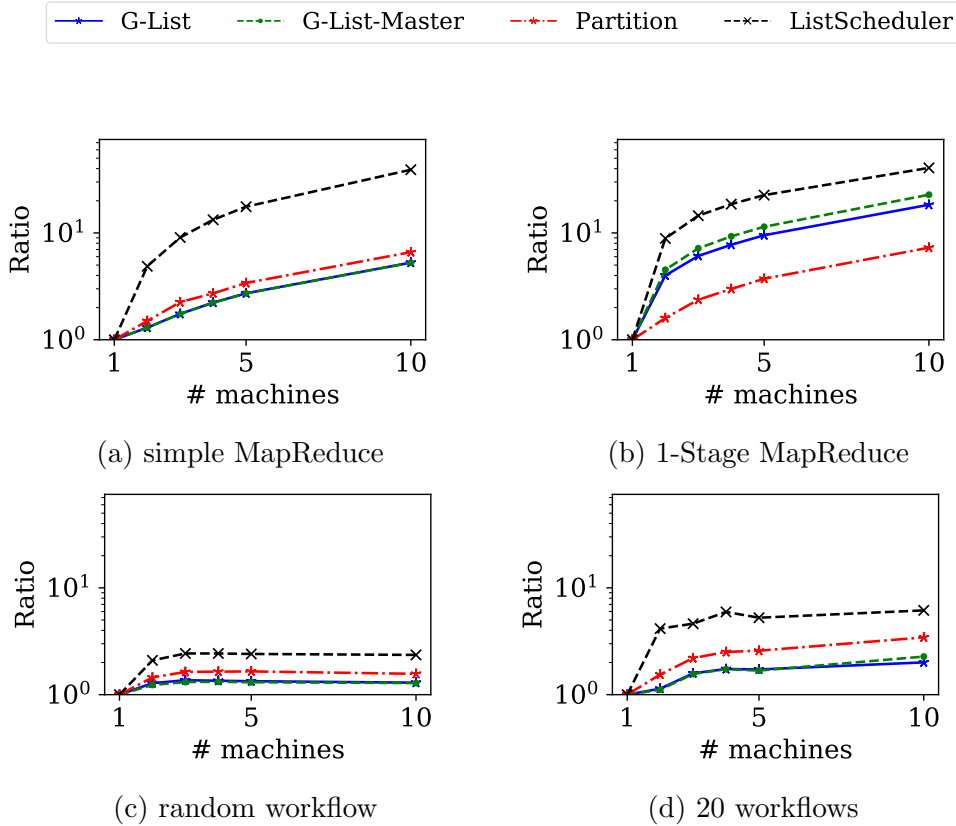 G-List G-List-Master Partition ListScheduler
Ratio
10^1
10^0
1 5 10
# machines
(a) simple MapReduce
Ratio
10^1
10^0
1 5 10
# machines
(b) 1-Stage MapReduce
Ratio
10^1
10^0
1 5 10
# machines
(c) random workflow
Ratio
10^1
10^0
1 5 10
# machines
(d) 20 workflows